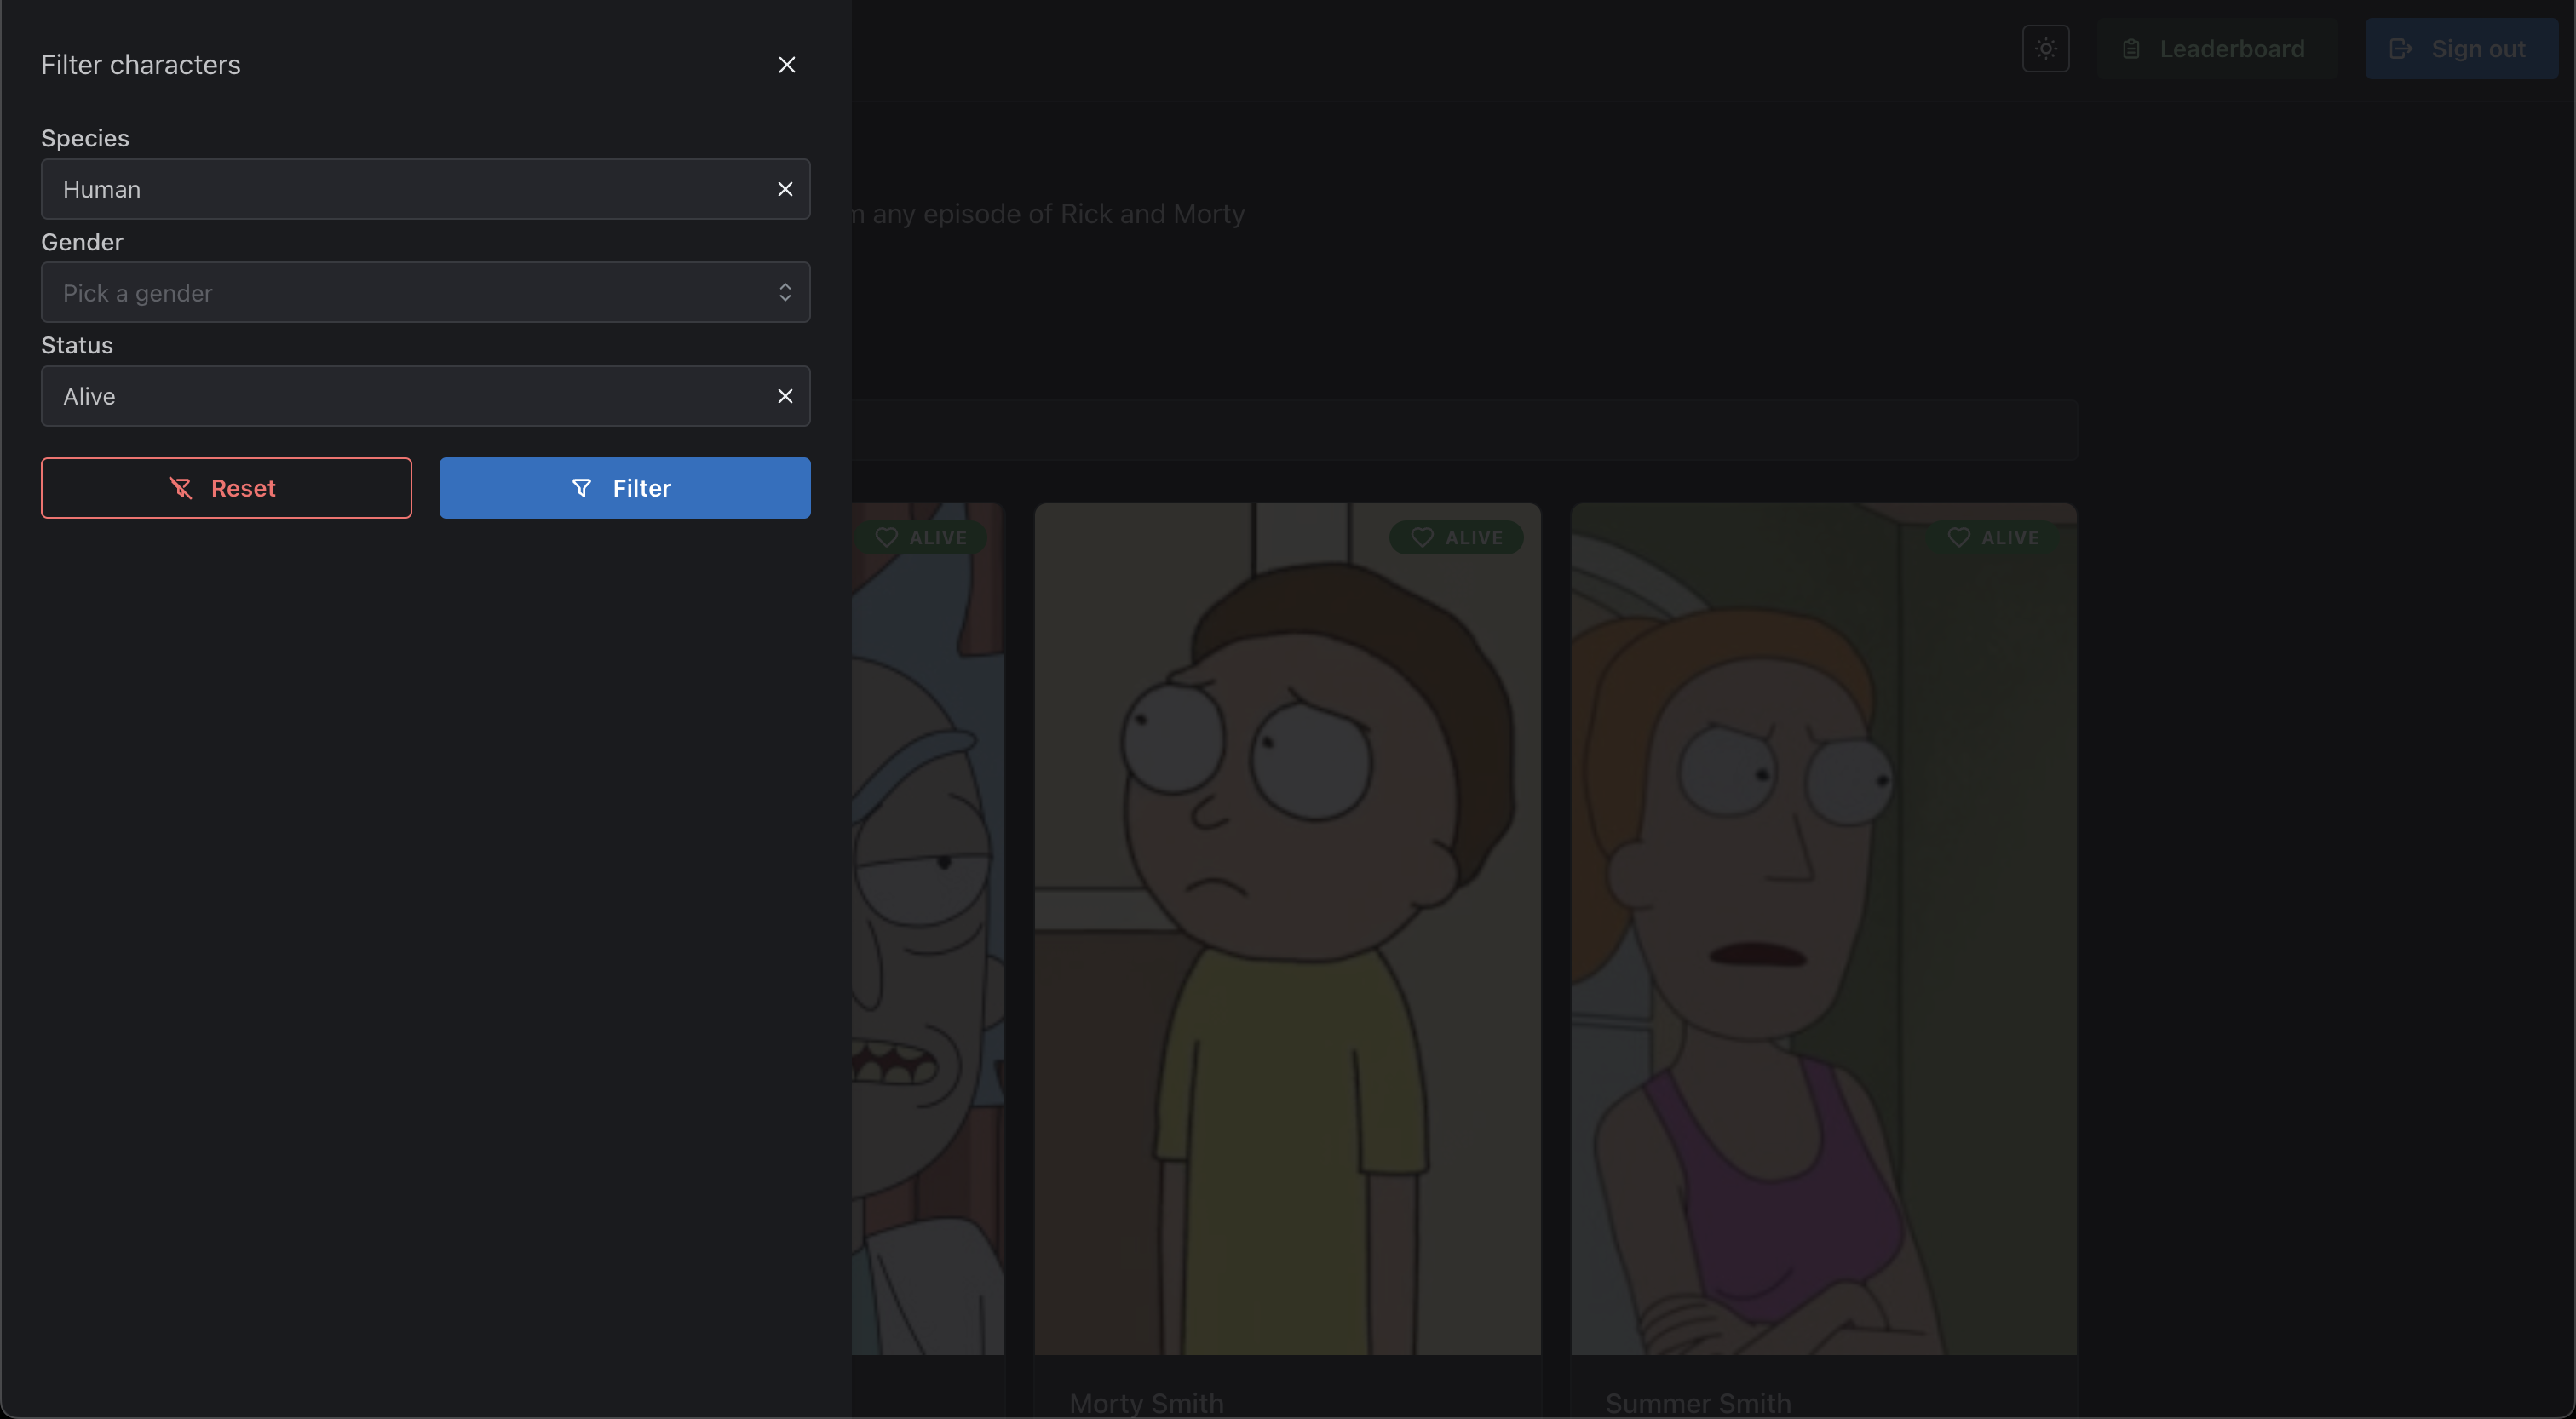 Filter characters
Leaderboard
Sign out
Species
Human
any episode of Rick and Morty
Gender
Pick a gender
Status
Alive
Reset
Filter
ALIVE
ALIVE
ALIVE
Morty Smith
Summer Smith